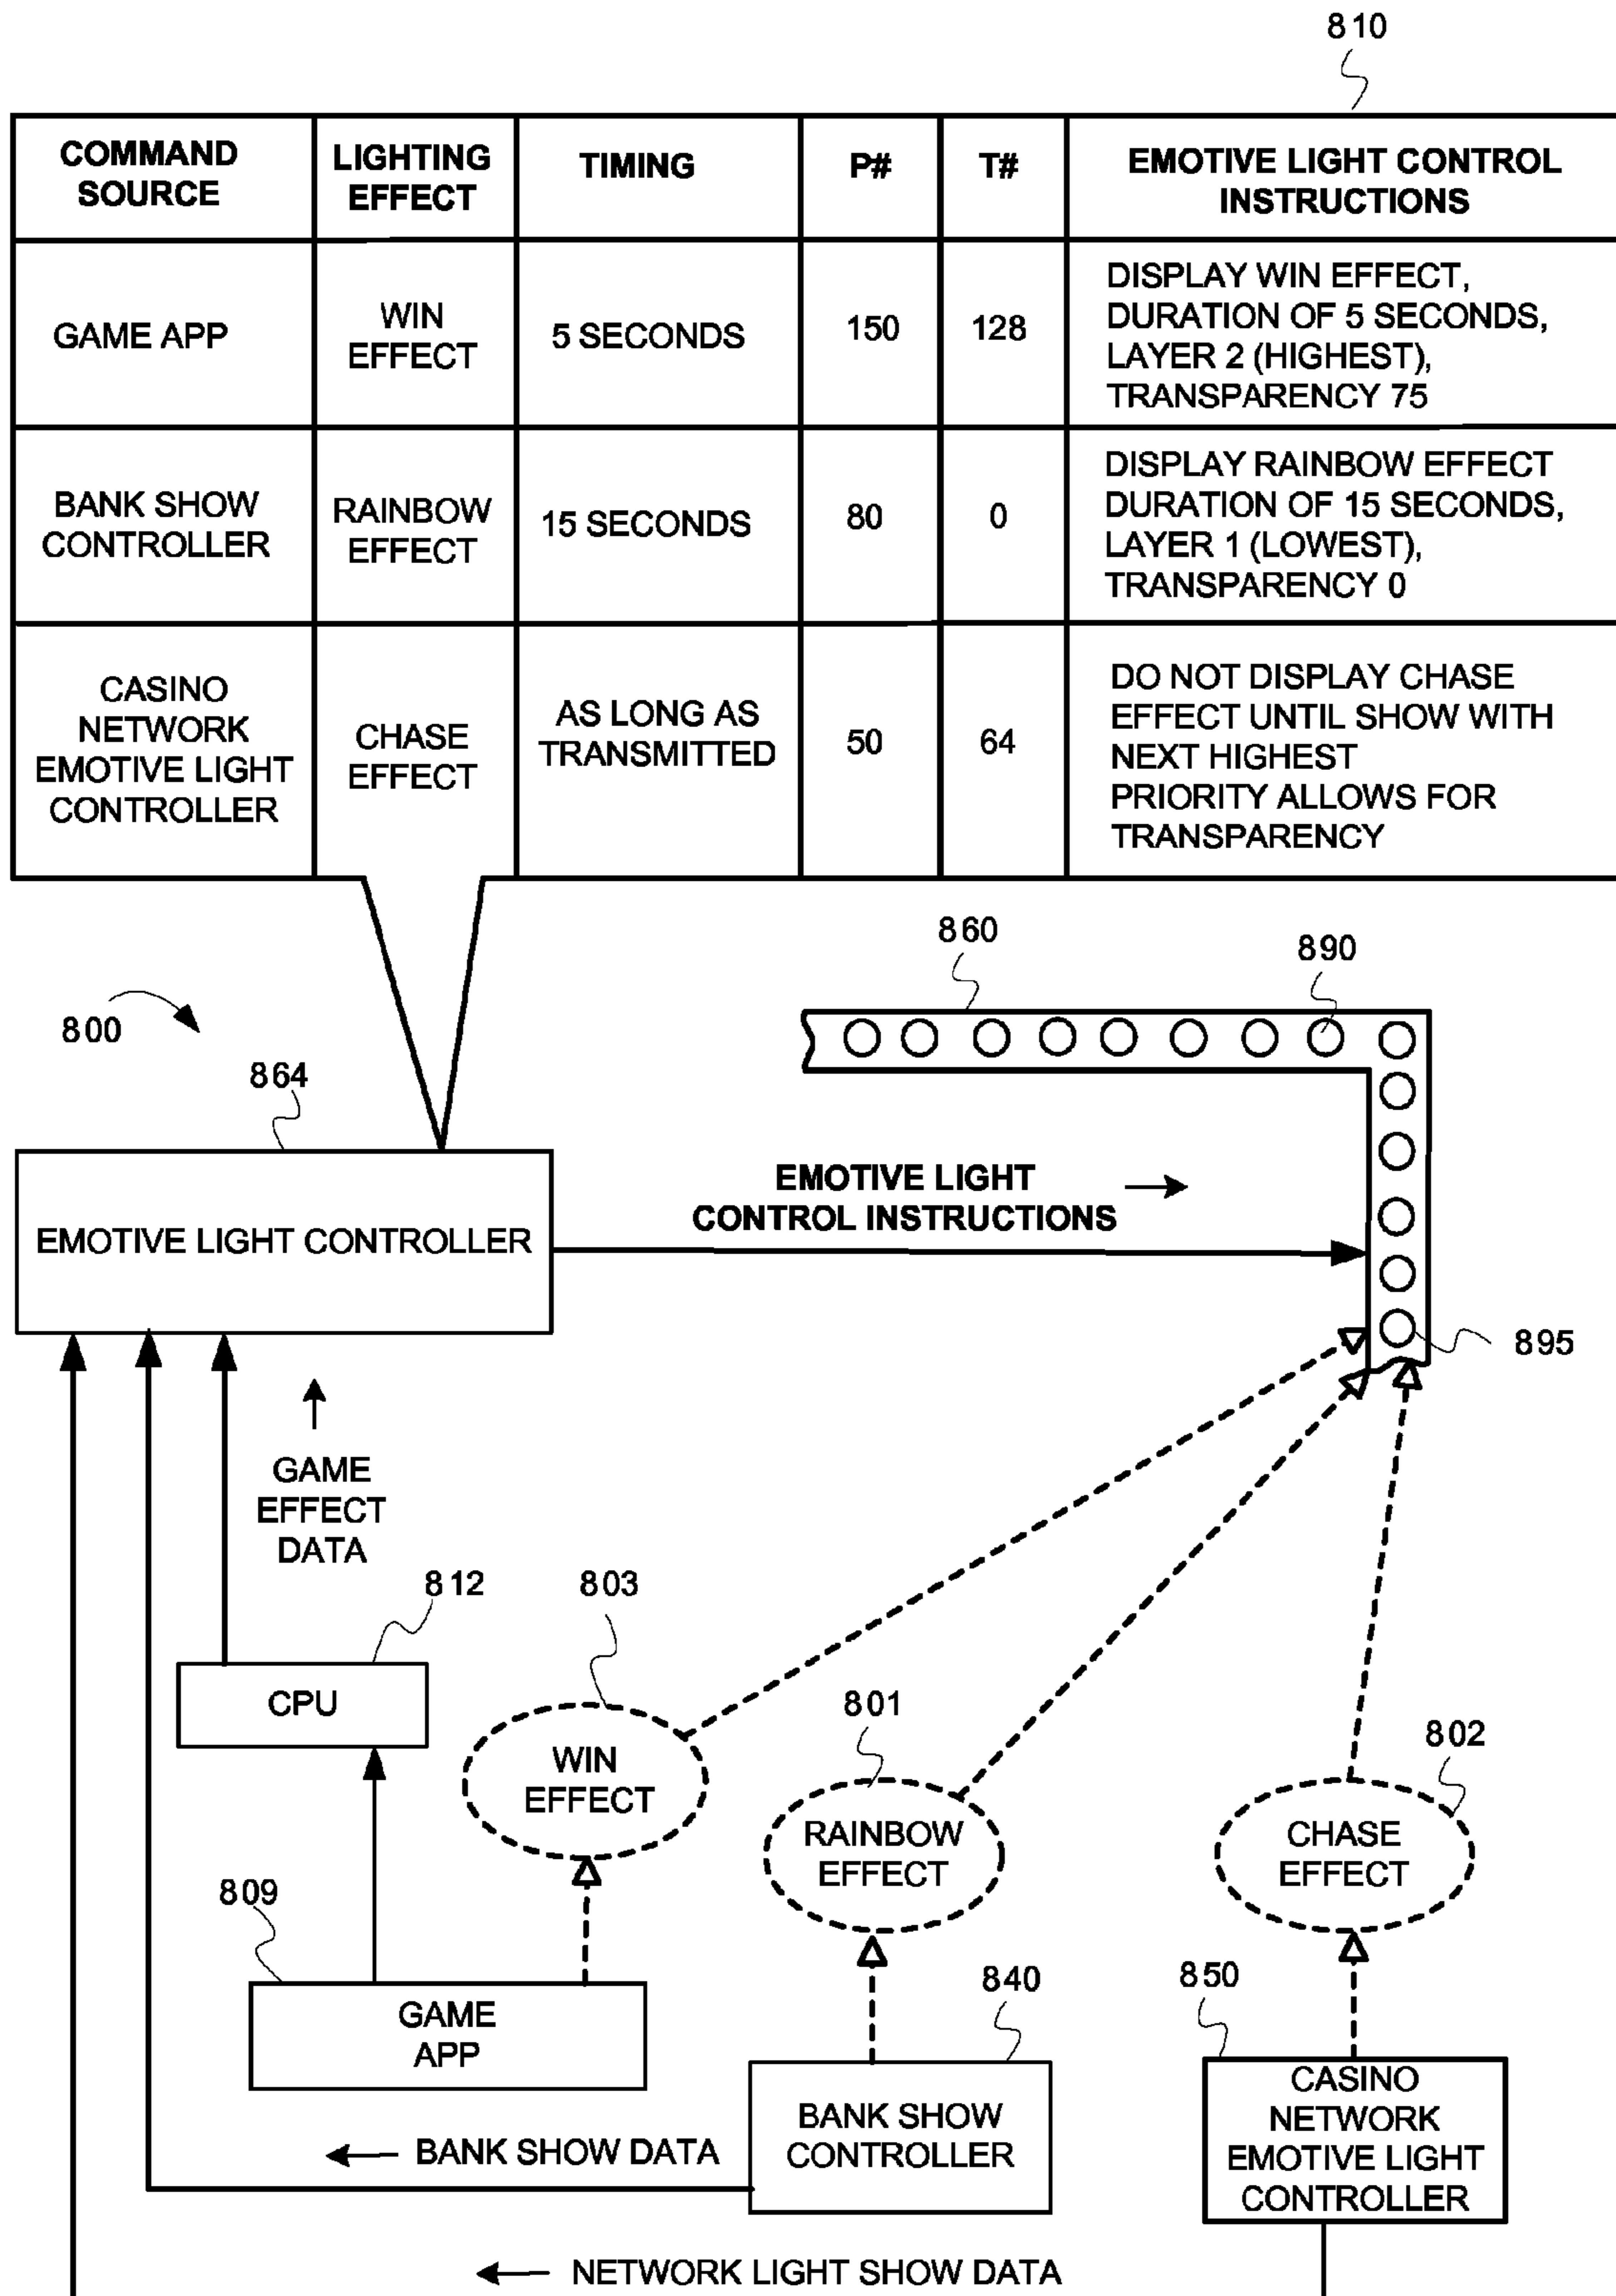 810
COMMAND
SOURCE
LIGHTING
EFFECT
TIMING
P#
T#
EMOTIVE LIGHT CONTROL
INSTRUCTIONS
GAME APP
WIN
EFFECT
5 SECONDS
150
128
DISPLAY WIN EFFECT,
DURATION OF 5 SECONDS,
LAYER 2 (HIGHEST),
TRANSPARENCY 75
BANK SHOW
CONTROLLER
RAINBOW
EFFECT
15 SECONDS
80
0
DISPLAY RAINBOW EFFECT
DURATION OF 15 SECONDS,
LAYER 1 (LOWEST),
TRANSPARENCY 0
CASINO
NETWORK
EMOTIVE LIGHT
CONTROLLER
CHASE
EFFECT
AS LONG AS
TRANSMITTED
50
64
DO NOT DISPLAY CHASE
EFFECT UNTIL SHOW WITH
NEXT HIGHEST
PRIORITY ALLOWS FOR
TRANSPARENCY
860
890
800
864
EMOTIVE LIGHT CONTROLLER
EMOTIVE LIGHT
CONTROL INSTRUCTIONS
895
GAME
EFFECT
DATA
812
803
CPU
801
802
WIN
EFFECT
RAINBOW
EFFECT
CHASE
EFFECT
809
840
850
GAME
APP
BANK SHOW
CONTROLLER
CASINO
NETWORK
EMOTIVE LIGHT
CONTROLLER
BANK SHOW DATA
NETWORK LIGHT SHOW DATA